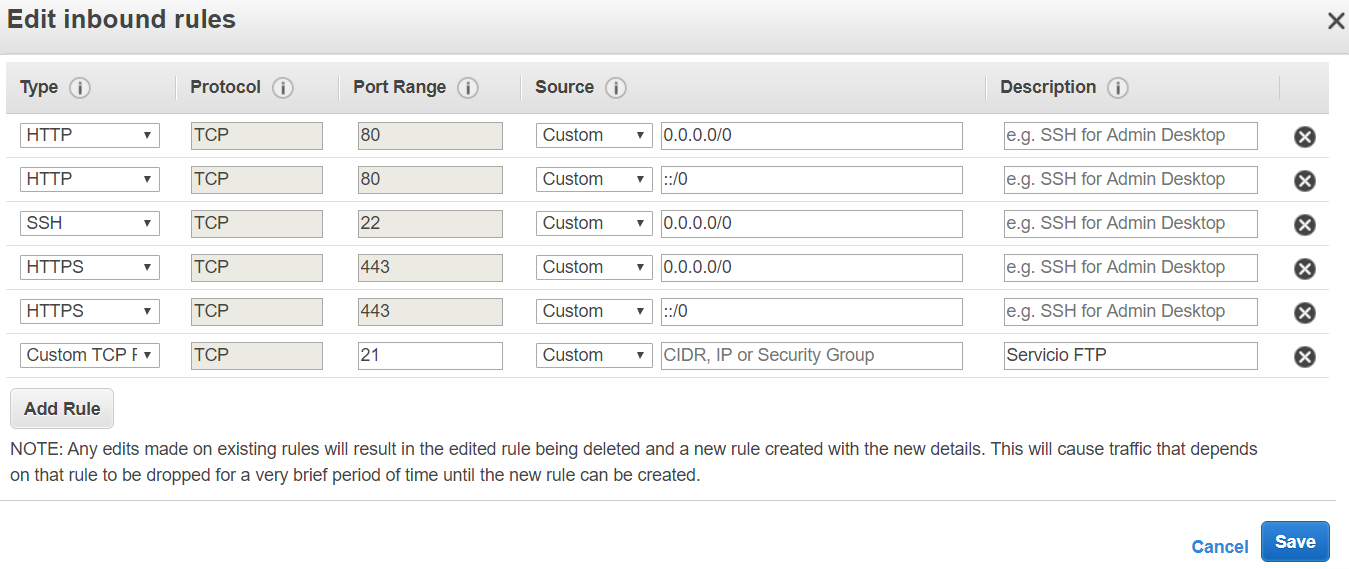 Edit inbound rules
Type Protocol Port Range Source Description
HTTP TCP 80 Custom 0.0.0.0/0 e.g. SSH for Admin Desktop
HTTP TCP 80 Custom ::/0 e.g. SSH for Admin Desktop
SSH TCP 22 Custom 0.0.0.0/0 e.g. SSH for Admin Desktop
HTTPS TCP 443 Custom 0.0.0.0/0 e.g. SSH for Admin Desktop
HTTPS TCP 443 Custom ::/0 e.g. SSH for Admin Desktop
Custom TCP F TCP 21 Custom CIDR, IP or Security Group Servicio FTP
Add Rule
NOTE: Any edits made on existing rules will result in the edited rule being deleted and a new rule created with the new details. This will cause traffic that depends
on that rule to be dropped for a very brief period of time until the new rule can be created.
Cancel Save